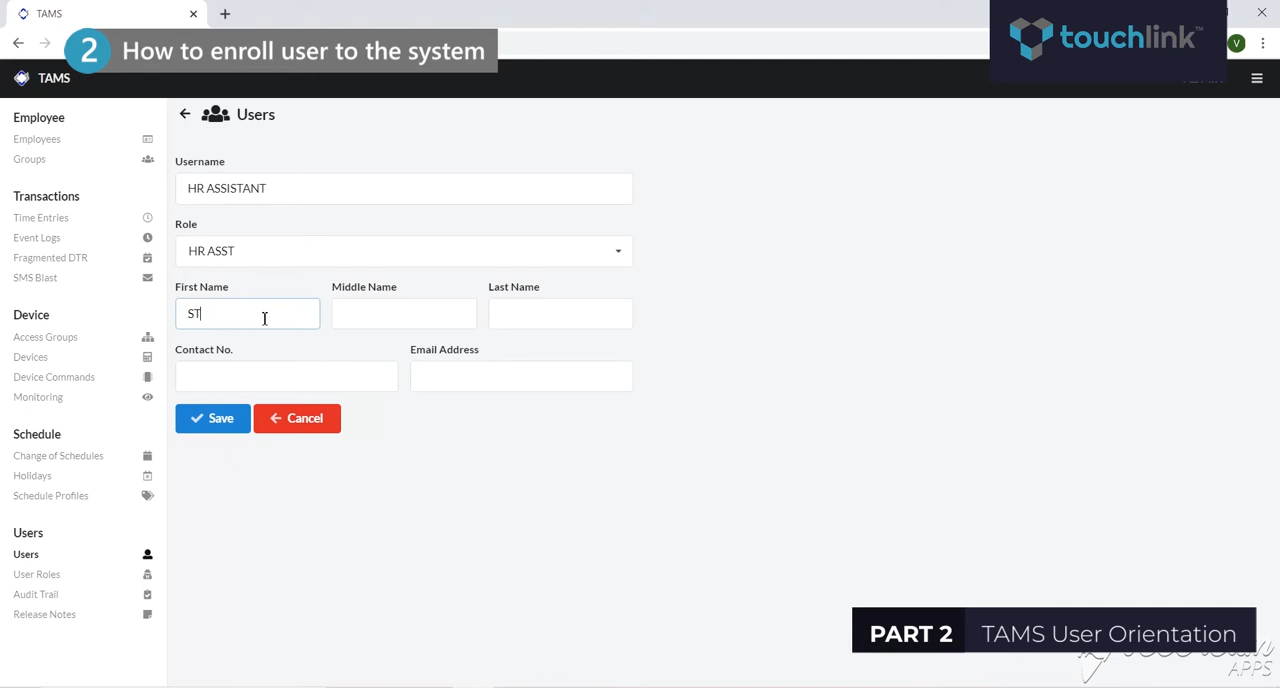 TAMS
2 How to enroll user to the system
touchlink™
V
TAMS
Employee
Employees
Groups
Transactions
Time Entries
Event Logs
Fragmented DTR
SMS Blast
Device
Access Groups
Devices
Device Commands
Monitoring
Schedule
Change of Schedules
Holidays
Schedule Profiles
Users
Users
User Roles
Audit Trail
Release Notes
Users
Username
HR ASSISTANT
Role
HR ASST
First Name Middle Name Last Name
ST
Contact No. Email Address
Save Cancel
PART 2 TAMS User Orientation
APPS